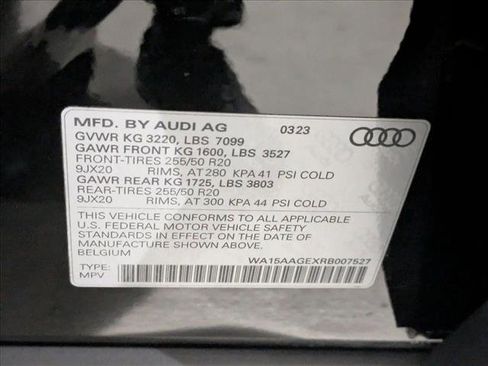 MFD. BY AUDI AG 0323
GVWR KG 3220, LBS 7099
GAWR FRONT KG 1600, LBS 3527
FRONT-TIRES 255/50 R20
9JX20 RIMS, AT 280 KPA 41 PSI COLD
GAWR REAR KG 1725, LBS 3803
REAR-TIRES 255/50 R20
9JX20 RIMS, AT 300 KPA 44 PSI COLD
THIS VEHICLE CONFORMS TO ALL APPLICABLE
U.S. FEDERAL MOTOR VEHICLE SAFETY
STANDARDS IN EFFECT ON THE DATE OF
MANUFACTURE SHOWN ABOVE.
BELGIUM
WA15AAGEXRB007527
TYPE:
MPV